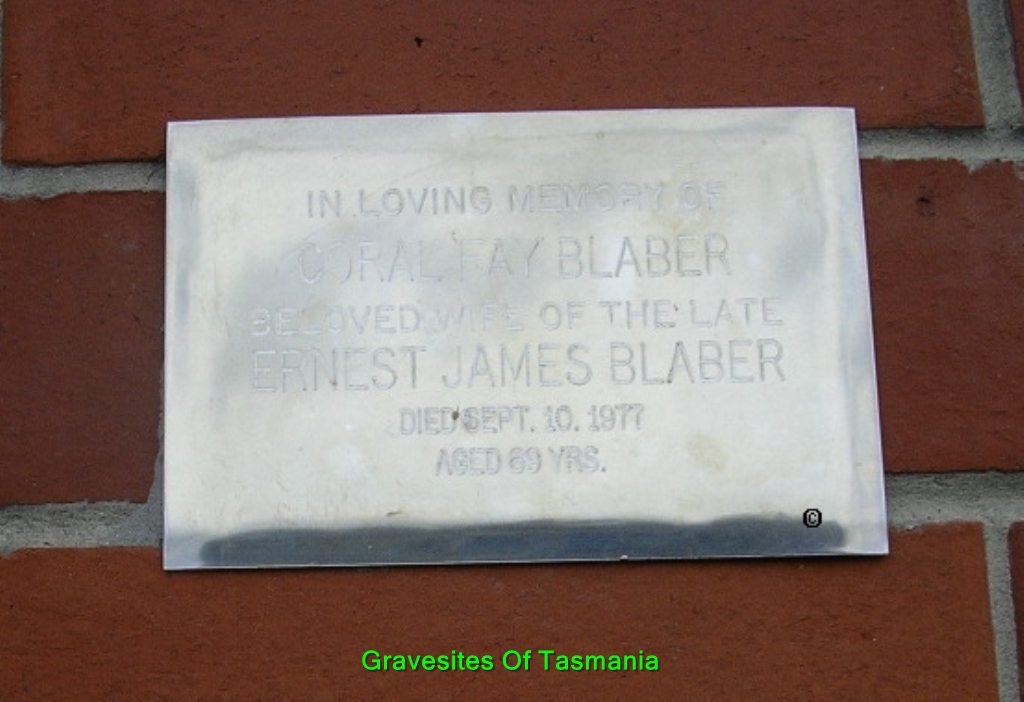 IN LOVING MEMORY OF
CORAL FAY BLABER
BELOVED WIFE OF THE LATE
ERNEST JAMES BLABER
DIED SEPT. 10. 1977
AGED 69 YRS.
©
Gravesites Of Tasmania